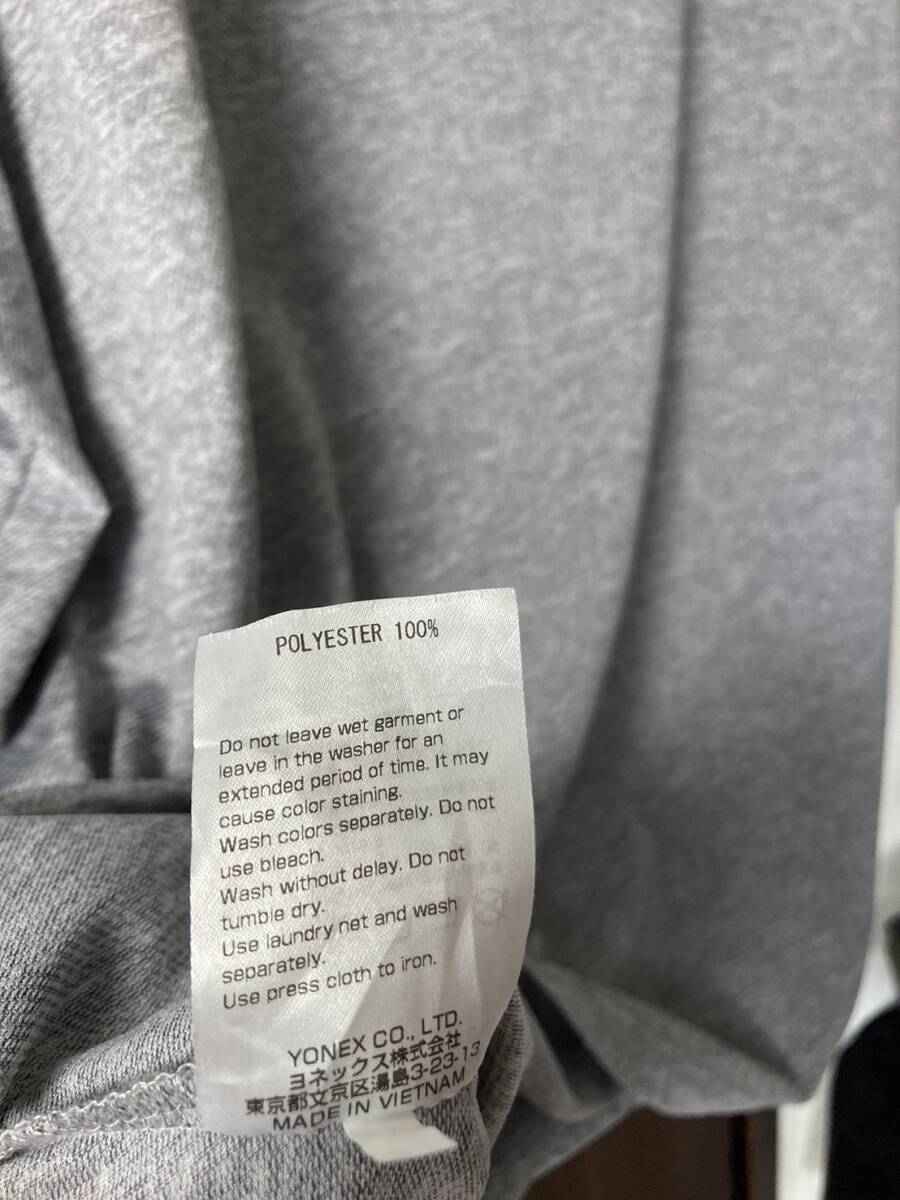 POLYESTER 100%
Do not leave wet garment or
leave in the washer for an
extended period of time. It may
cause color staining.
Wash colors separately. Do not
use bleach.
Wash without delay. Do not
tumble dry.
Use laundry net and wash
separately.
Use press cloth to iron.
YONEX CO., LTD.
ヨネックス株式会社
東京都文京区湯島3-23-13
MADE IN VIETNAM